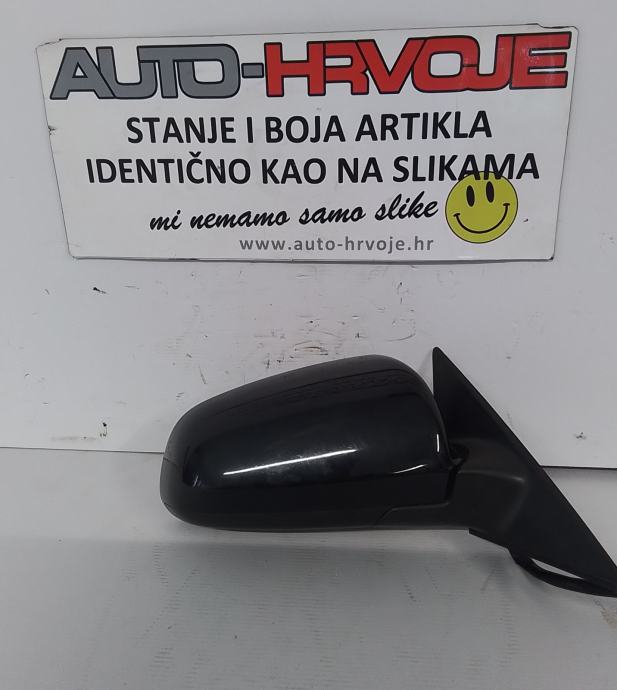 AUTO-HRVOJE
STANJE I BOJA ARTIKLA
IDENTIČNO KAO NA SLIKAMA
mi nemamo samo slike
www.auto-hrvoje.hr